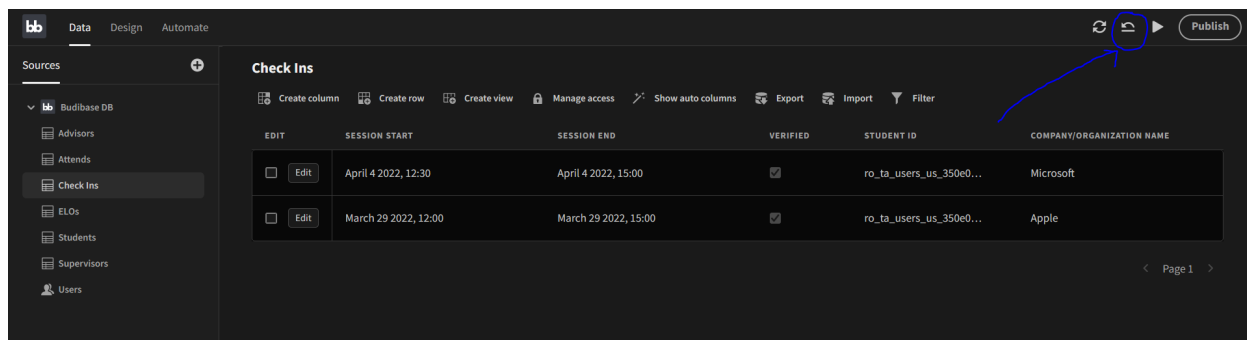 bb Data Design Automate Publish
Sources
Check Ins
Create column Create row Create view Manage access Show auto columns Export Import Filter
bb Budibase DB
Advisors
Attends
Check Ins
ELOs
Students
Supervisors
Users
EDIT SESSION START SESSION END VERIFIED STUDENT ID COMPANY/ORGANIZATION NAME
Edit April 4 2022, 12:30 April 4 2022, 15:00 ro_ta_users_us_350e0... Microsoft
Edit March 29 2022, 12:00 March 29 2022, 15:00 ro_ta_users_us_350e0... Apple
Page 1